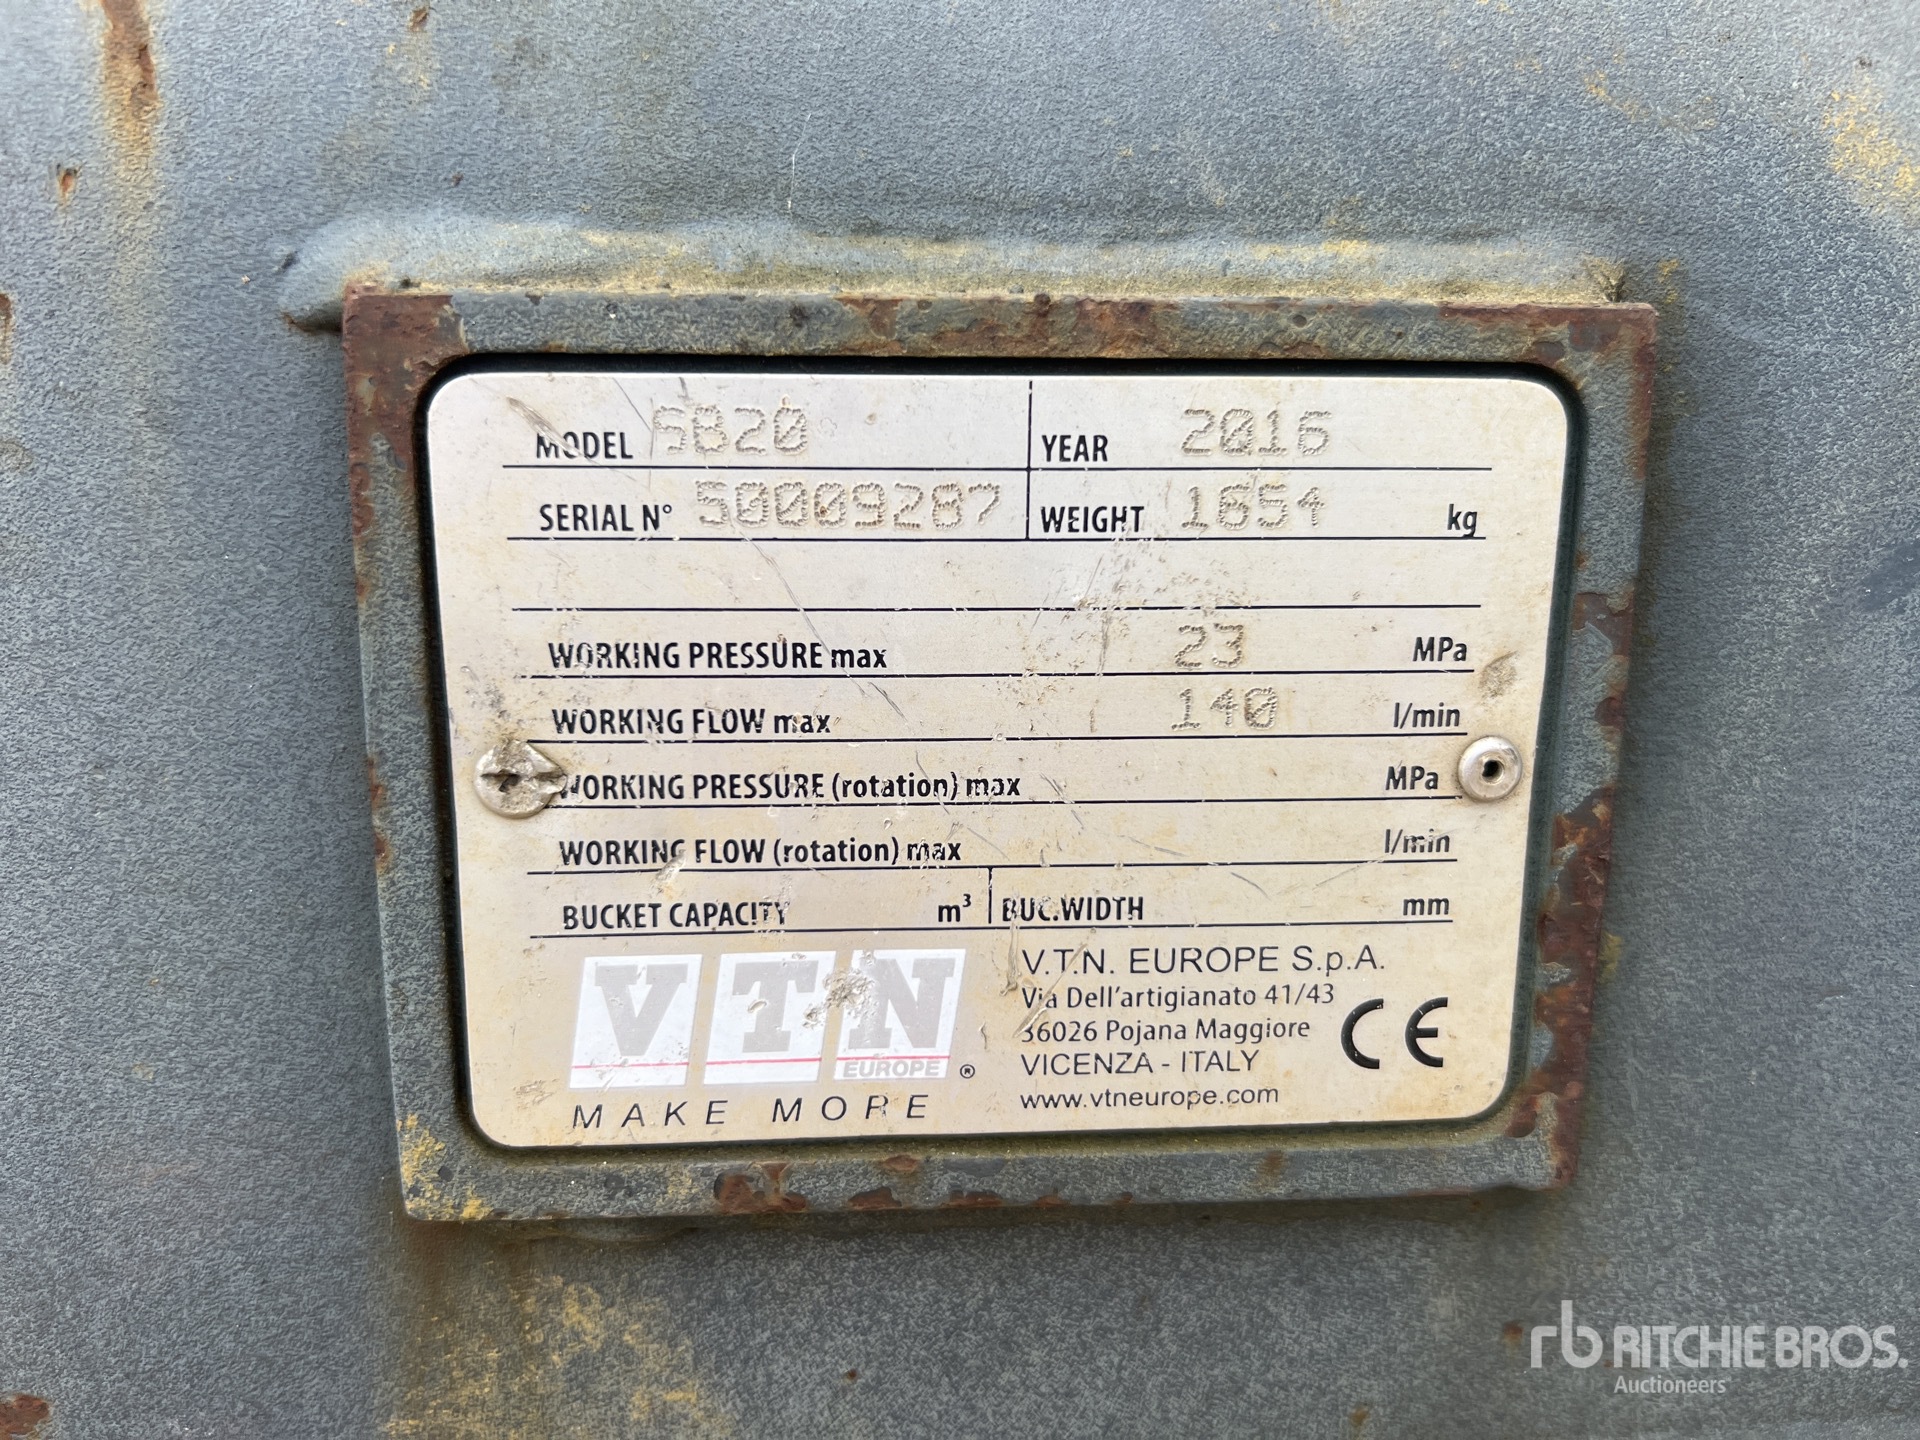 MODEL SB20 YEAR 2016
SERIAL N° 50009287 WEIGHT 1654 kg
WORKING PRESSURE max 23 MPa
WORKING FLOW max 140 l/min
WORKING PRESSURE (rotation) max MPa
WORKING FLOW (rotation) max l/min
BUCKET CAPACITY m³ BUC.WIDTH mm
VTN
EUROPE ®
MAKE MORE
V.T.N. EUROPE S.p.A.
Via Dell'artigianato 41/43
36026 Pojana Maggiore
VICENZA - ITALY
www.vtneurope.com
CE
rb RITCHIE BROS.
Auctioneers